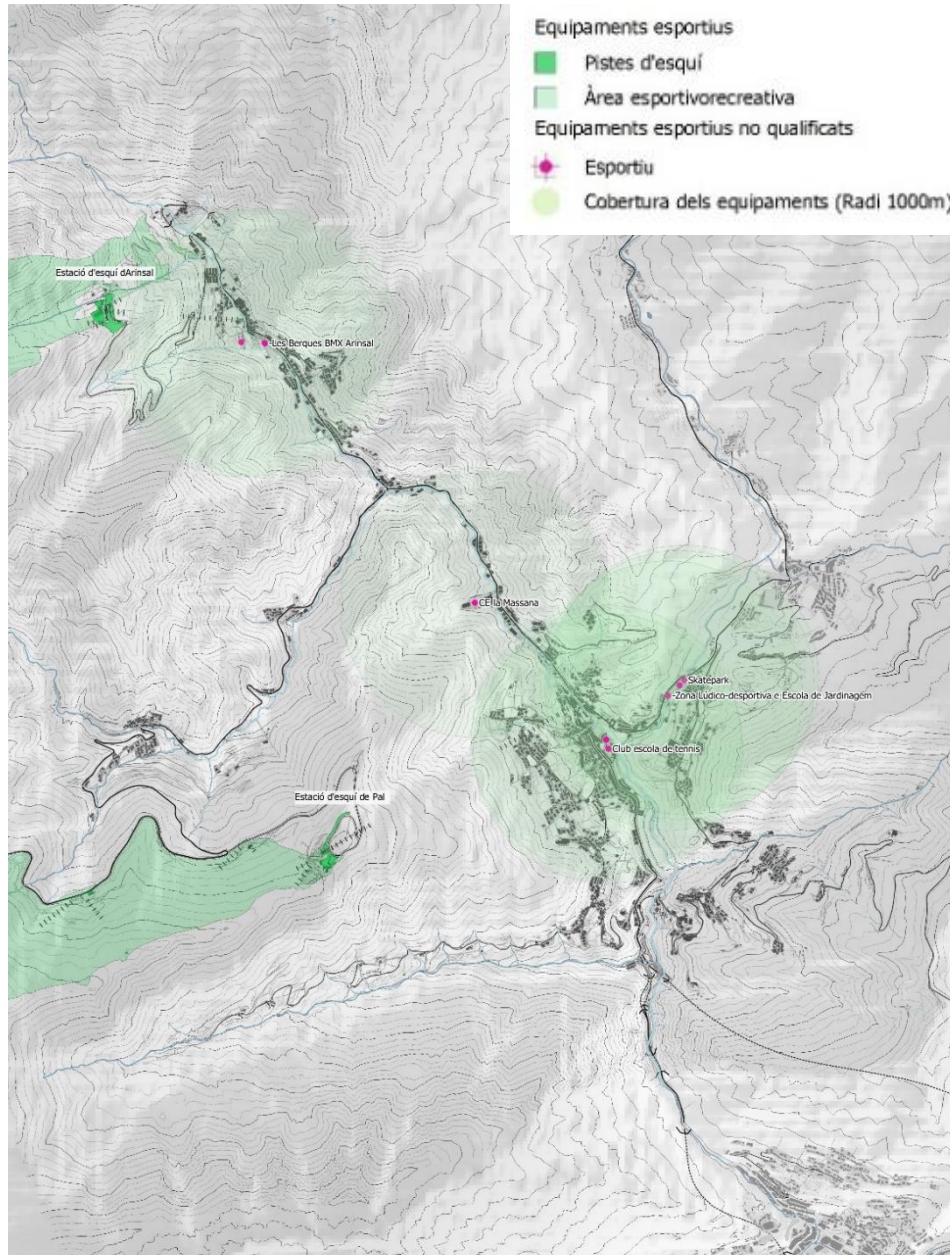 Equipaments esportius
Pistes d'esquí
Àrea esportivorecreativa
Equipaments esportius no qualificats
Esportiu
Cobertura dels equipaments (Radi 1000m)
Estació d'esquí dArinsal
Les Berques BMX Arinsal
CE la Massana
Skatepark
Zona Lúdico-desportiva e Escola de Jardinagem
Club escola de tennis
Estació d'esquí de Pal